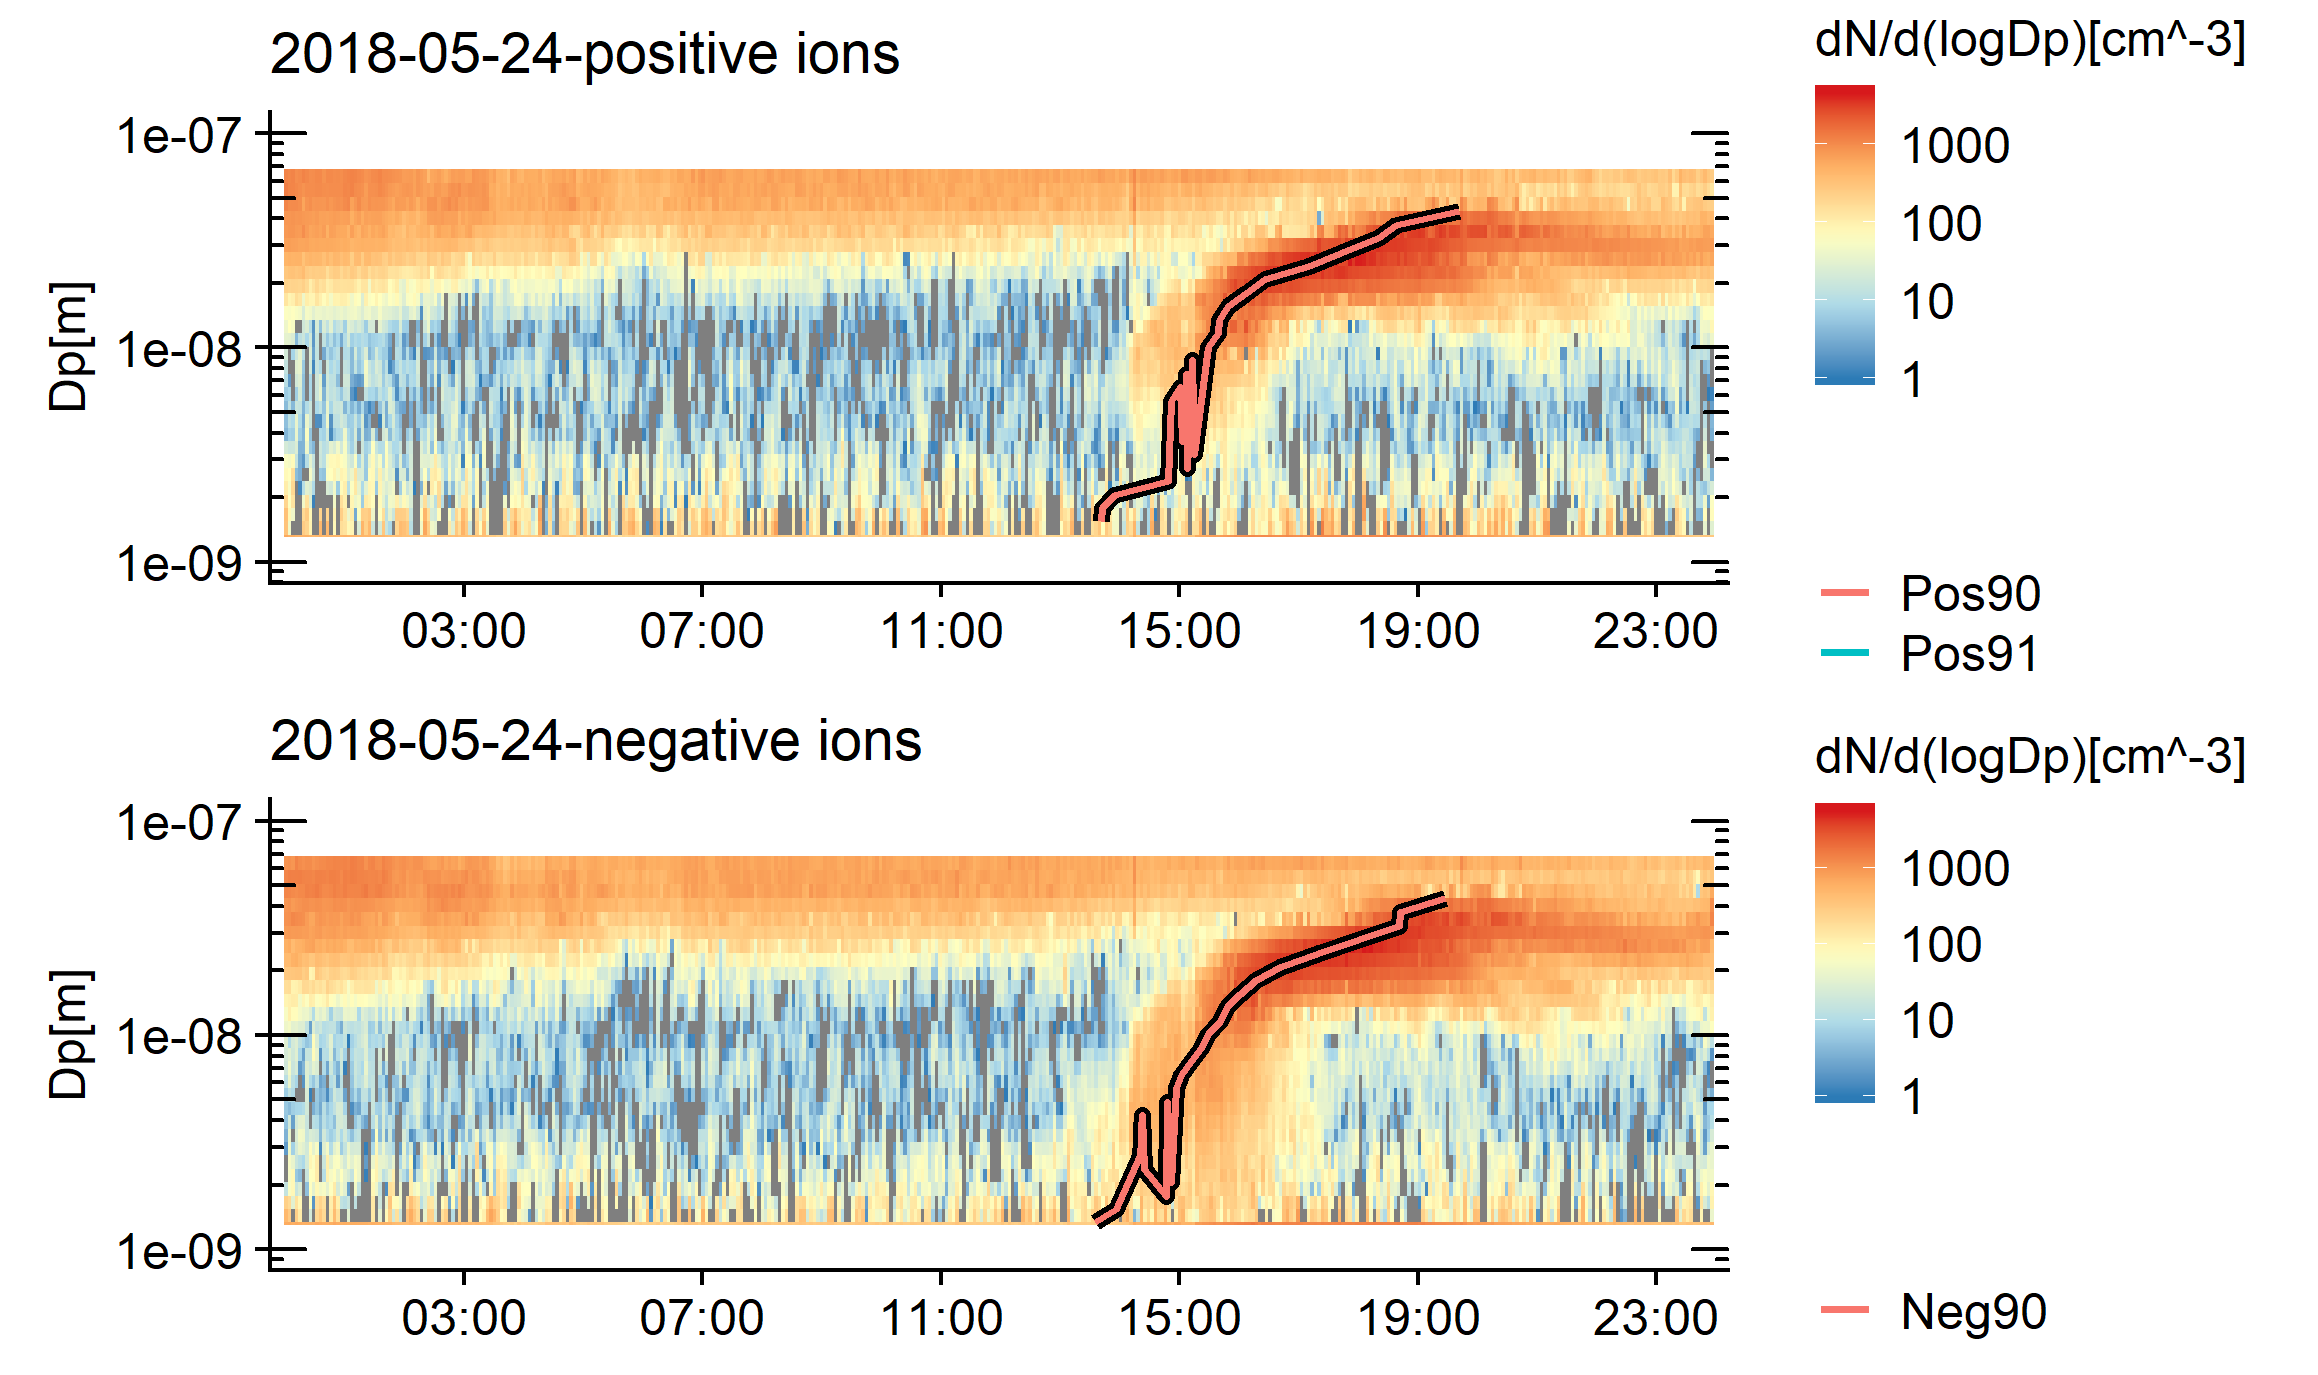 2018-05-24-positive ions
dN/d(logDp)[cm^-3]
1e-07
1e-08
1e-09
Dp[m]
03:00 07:00 11:00 15:00 19:00 23:00
1000
100
10
1
Pos90
Pos91
2018-05-24-negative ions
dN/d(logDp)[cm^-3]
1e-07
1e-08
1e-09
Dp[m]
03:00 07:00 11:00 15:00 19:00 23:00
1000
100
10
1
Neg90